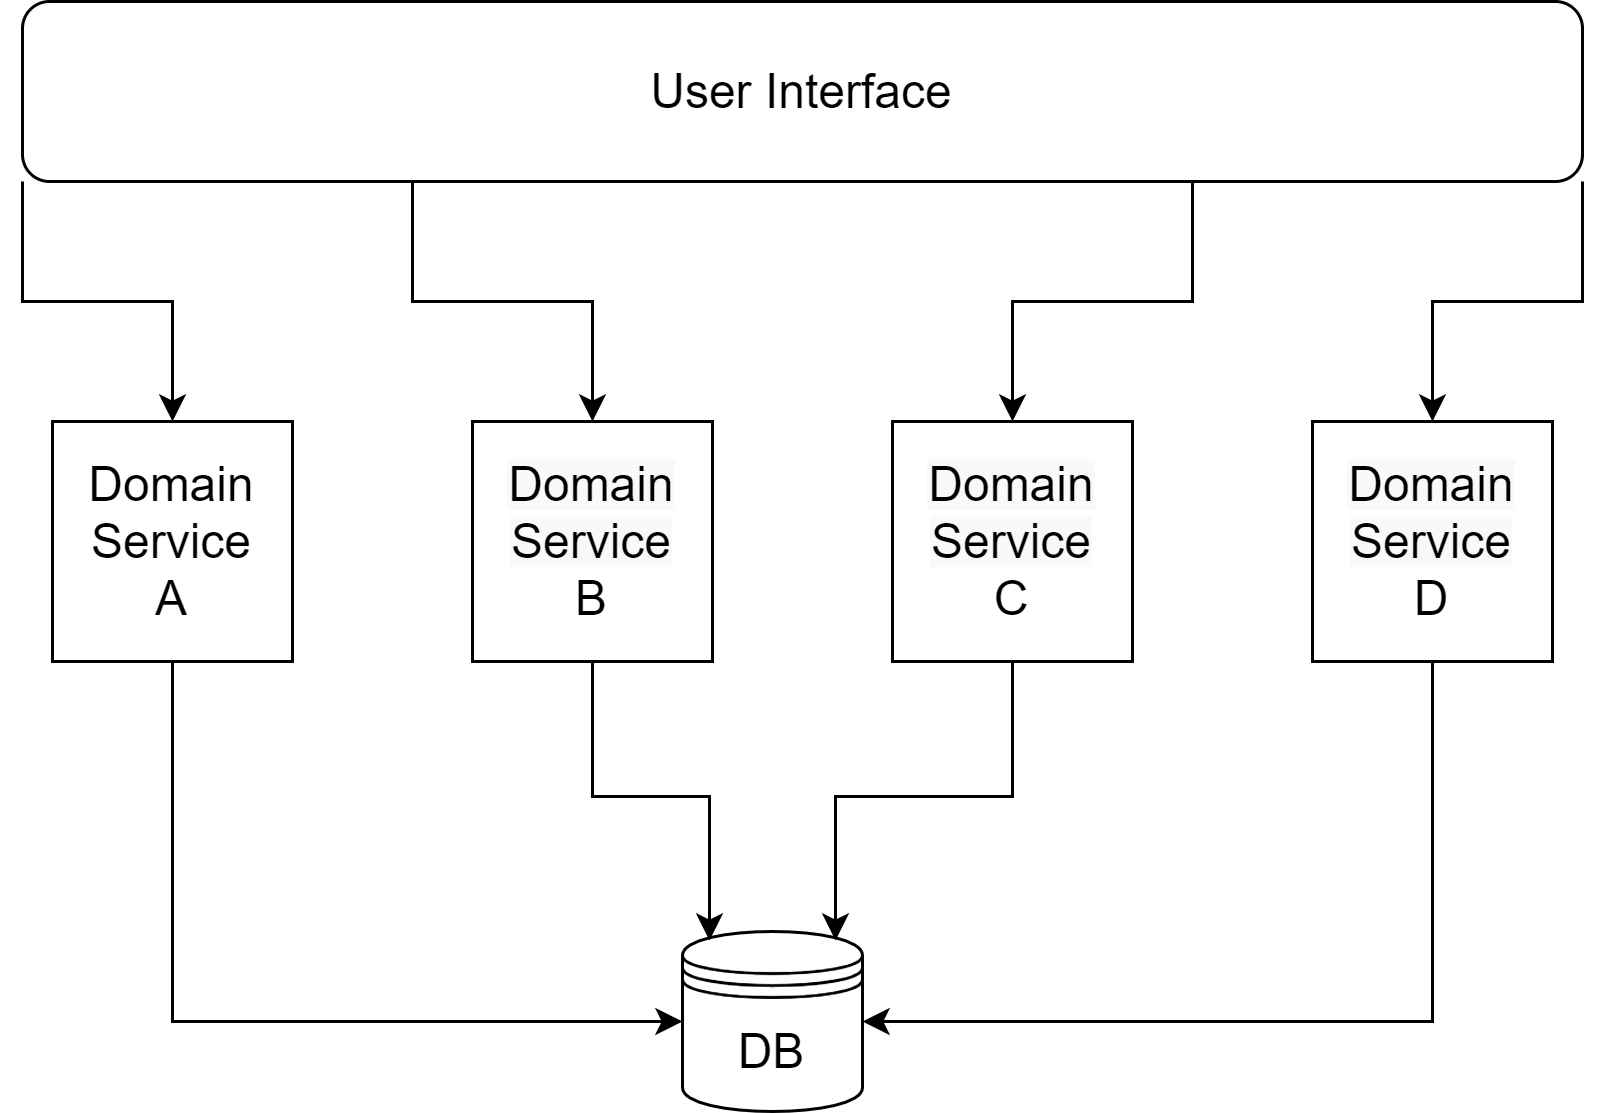 User Interface
Domain
Service
A
Domain
Service
B
Domain
Service
C
Domain
Service
D
DB